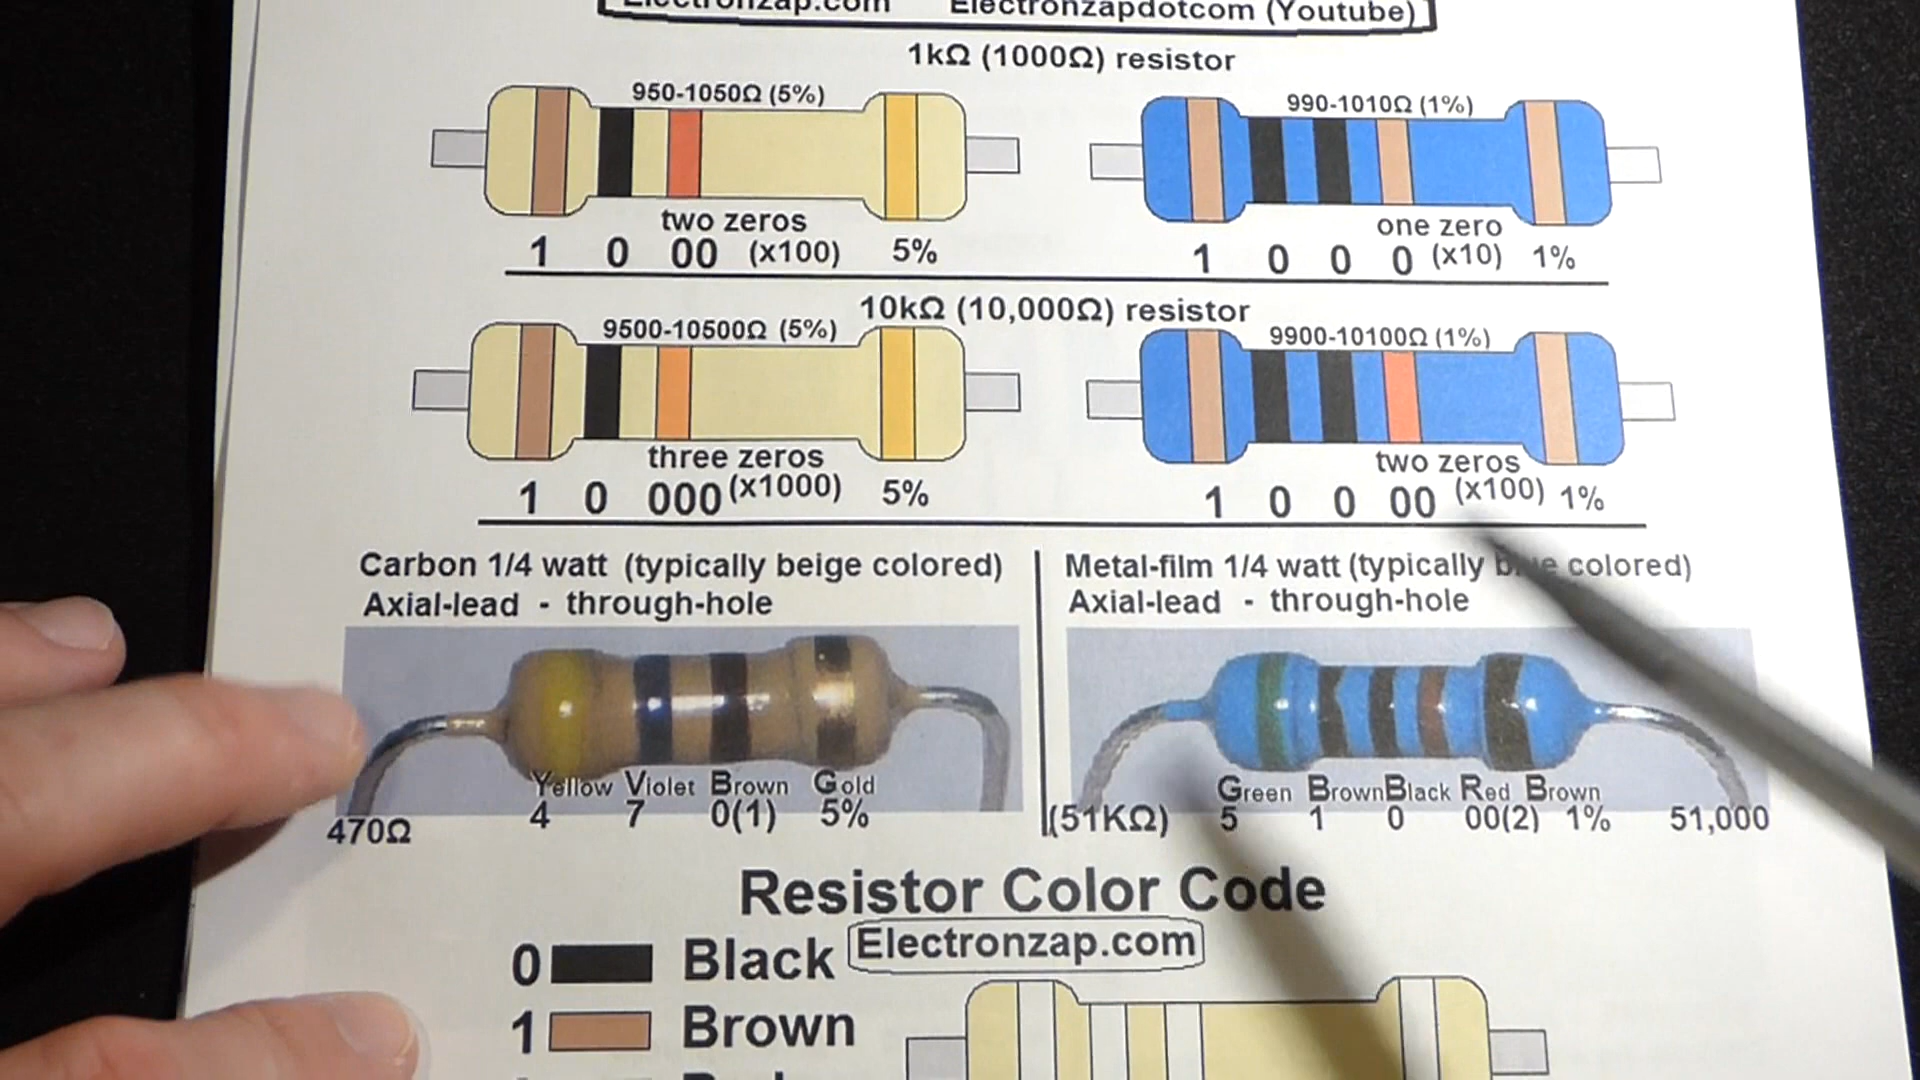 Electronzap.com Electronzapdotcom (Youtube)
1kΩ (1000Ω) resistor
950-1050Ω (5%)
two zeros
1 0 00 (x100) 5%
990-1010Ω (1%)
one zero
1 0 0 0 (x10) 1%
10kΩ (10,000Ω) resistor
9500-10500Ω (5%)
three zeros
1 0 000 (x1000) 5%
9900-10100Ω (1%)
two zeros
1 0 0 00 (x100) 1%
Carbon 1/4 watt (typically beige colored)
Axial-lead - through-hole
Yellow Violet Brown Gold
4 7 0(1) 5%
470Ω
Metal-film 1/4 watt (typically blue colored)
Axial-lead - through-hole
Green Brown Black Red Brown
(51KΩ) 5 1 0 00(2) 1% 51,000
Resistor Color Code
Electronzap.com
0 Black
1 Brown